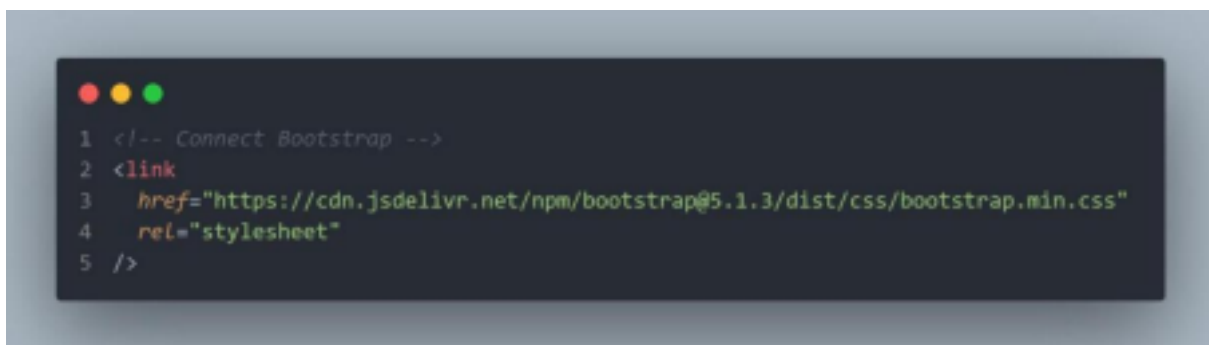 1 <!-- Connect Bootstrap -->
2 <link
3 href="https://cdn.jsdelivr.net/npm/bootstrap@5.1.3/dist/css/bootstrap.min.css"
4 rel="stylesheet"
5 />